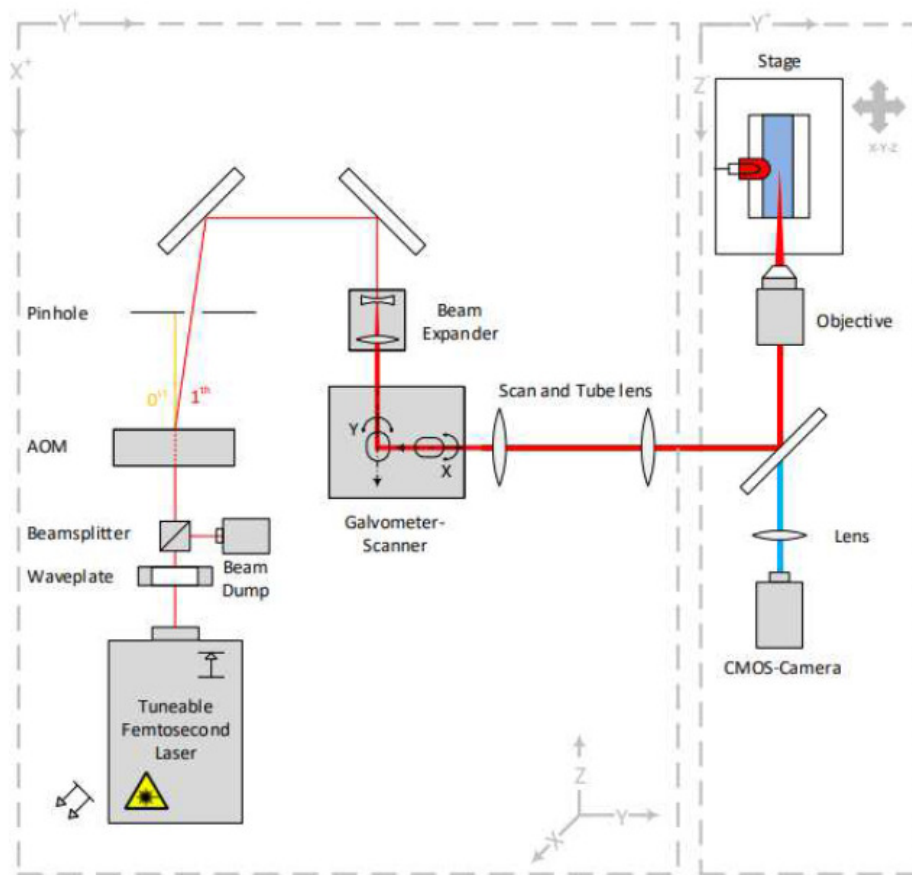 Y+
X+
Y+
Z
Stage
X-Y-Z
Pinhole
Beam
Expander
Objective
0st
1th
Scan and Tube lens
AOM
Y
X
Galvometer-
Scanner
Beamsplitter
Lens
Waveplate
Beam
Dump
CMOS-Camera
Tuneable
Femtosecond
Laser
Z
Y
X